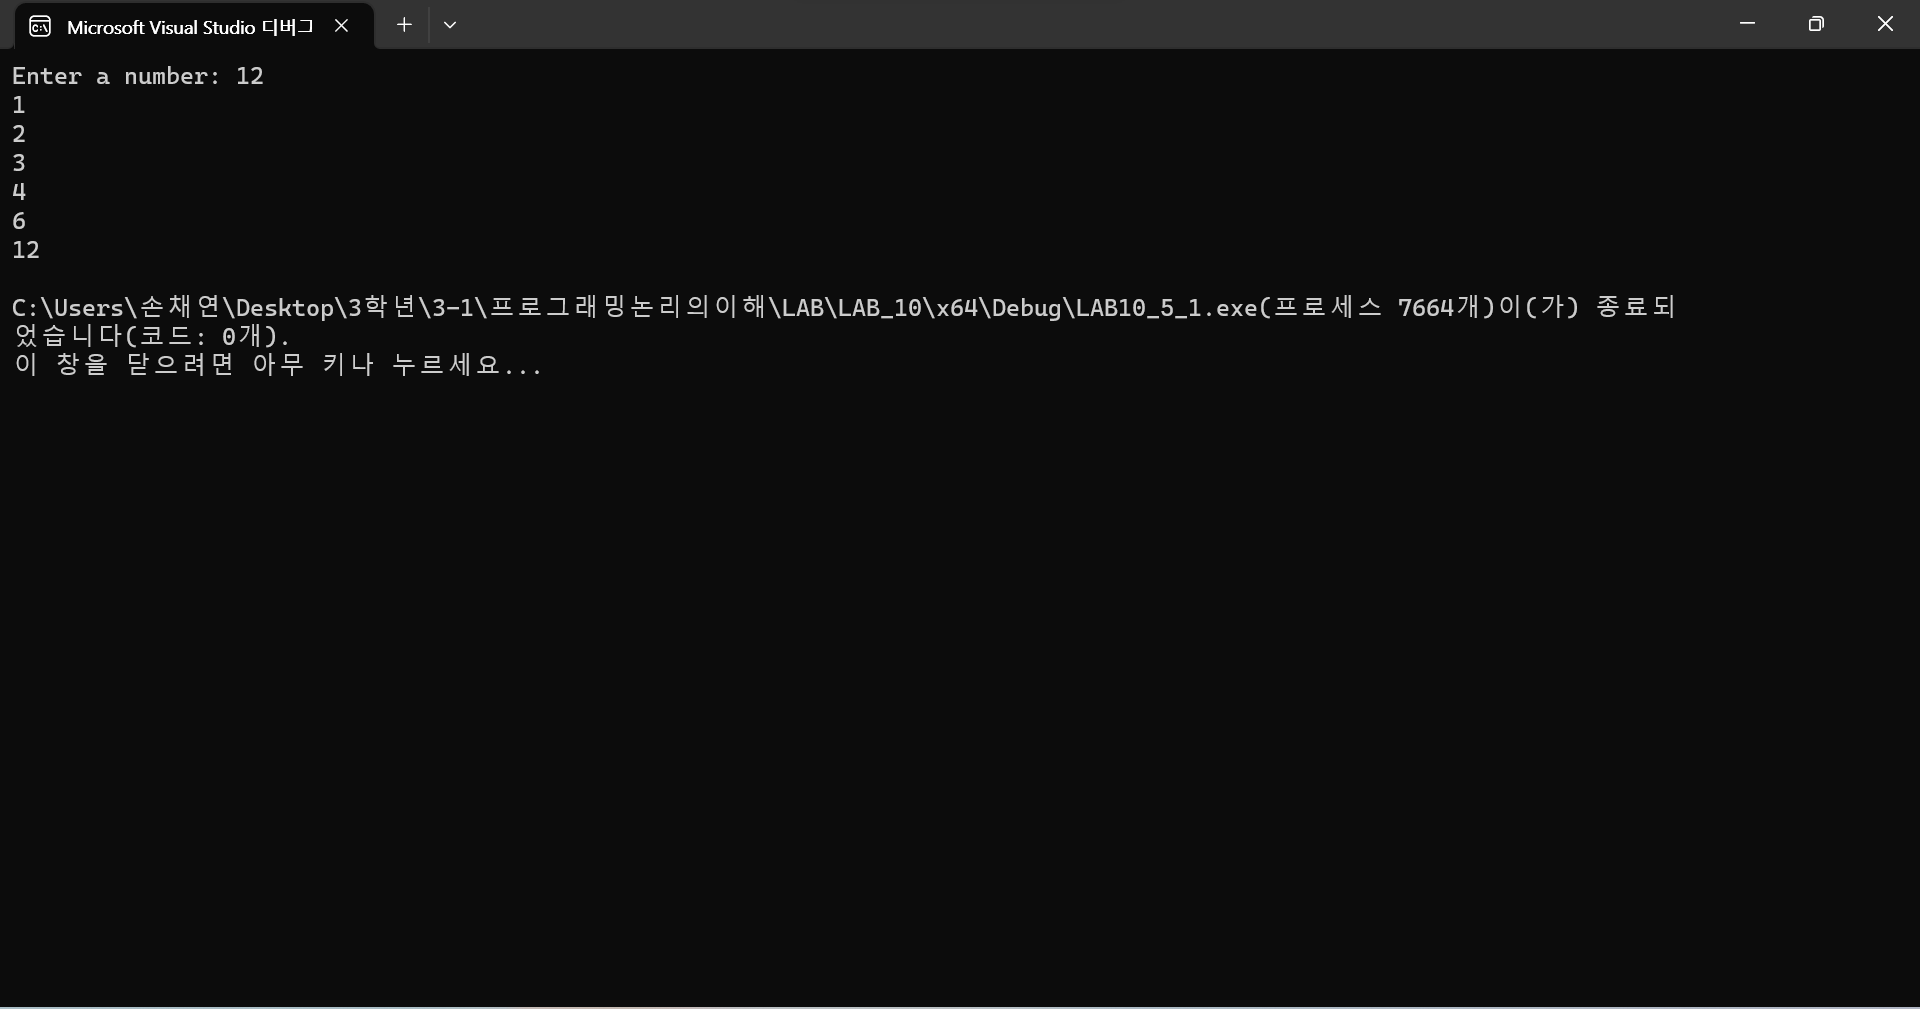 Microsoft Visual Studio 디버그
Enter a number: 12
1
2
3
4
6
12
C:\Users\손채연\Desktop\3학년\3-1\프로그래밍논리의이해\LAB\LAB_10\x64\Debug\LAB10_5_1.exe(프로세스 7664개)이(가) 종료되
었습니다(코드: 0개).
이 창을 닫으려면 아무 키나 누르세요...